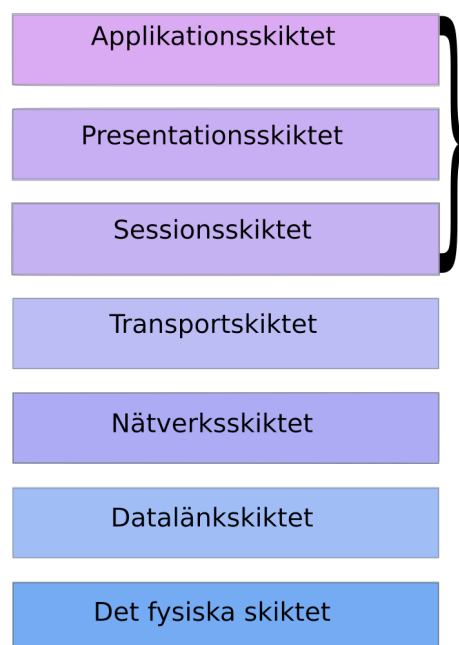 Applikationsskiktet
Presentationsskiktet
Sessionsskiktet
Transportskiktet
Nätverksskiktet
Datalänkskiktet
Det fysiska skiktet